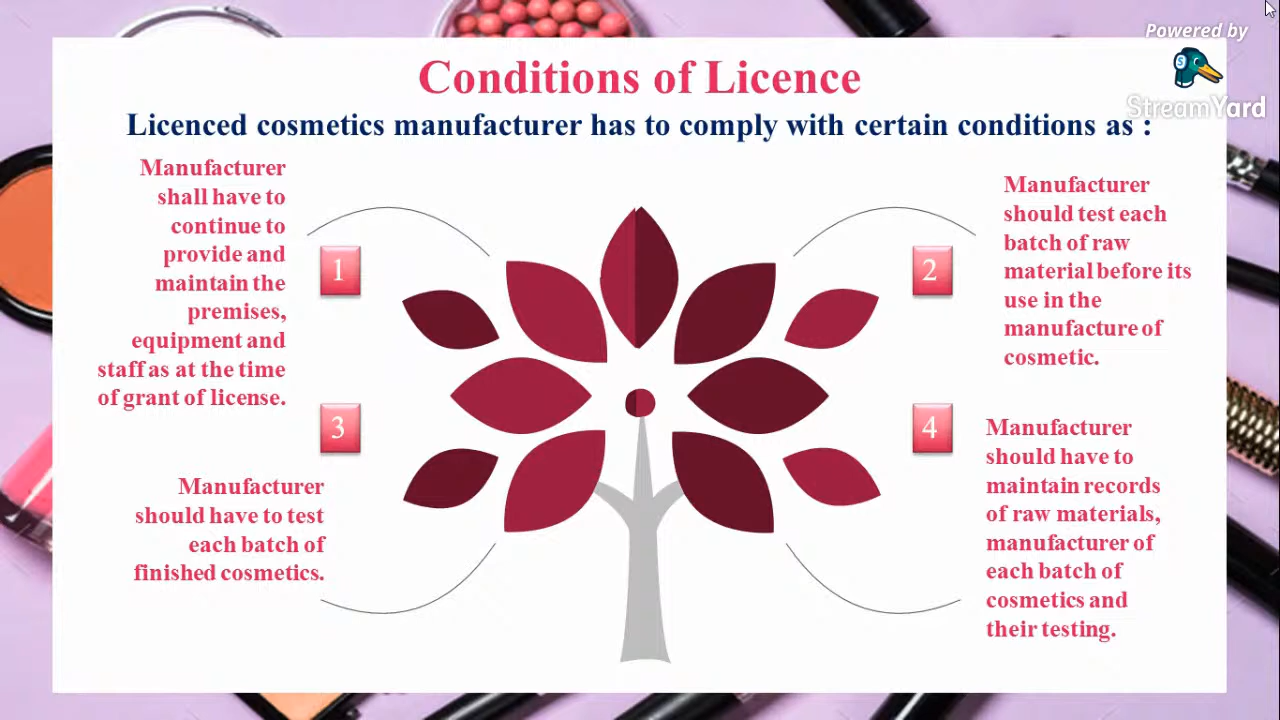 Powered by
StreamYard
Conditions of Licence
Licenced cosmetics manufacturer has to comply with certain conditions as :
1
Manufacturer
shall have to
continue to
provide and
maintain the
premises,
equipment and
staff as at the time
of grant of license.
2
Manufacturer
should test each
batch of raw
material before its
use in the
manufacture of
cosmetic.
3
Manufacturer
should have to test
each batch of
finished cosmetics.
4
Manufacturer
should have to
maintain records
of raw materials,
manufacturer of
each batch of
cosmetics and
their testing.